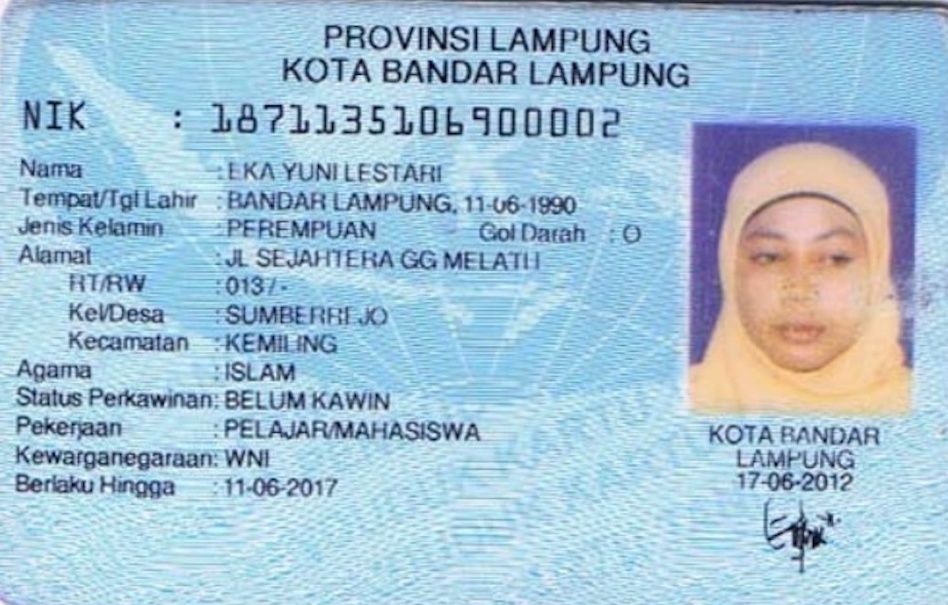 PROVINSI LAMPUNG
KOTA BANDAR LAMPUNG
NIK : 1871135106900002
Nama : EKA YUNI LESTARI
Tempat/Tgl Lahir : BANDAR LAMPUNG, 11-06-1990
Jenis Kelamin : PEREMPUAN Gol Darah : O
Alamat : JL SEJAHTERA GG MELATI I
RT/RW : 013 / -
Kel/Desa : SUMBERREJO
Kecamatan : KEMILING
Agama : ISLAM
Status Perkawinan: BELUM KAWIN
Pekerjaan : PELAJAR/MAHASISWA
Kewarganegaraan: WNI
Berlaku Hingga : 11-06-2017
KOTA BANDAR
LAMPUNG
17-06-2012